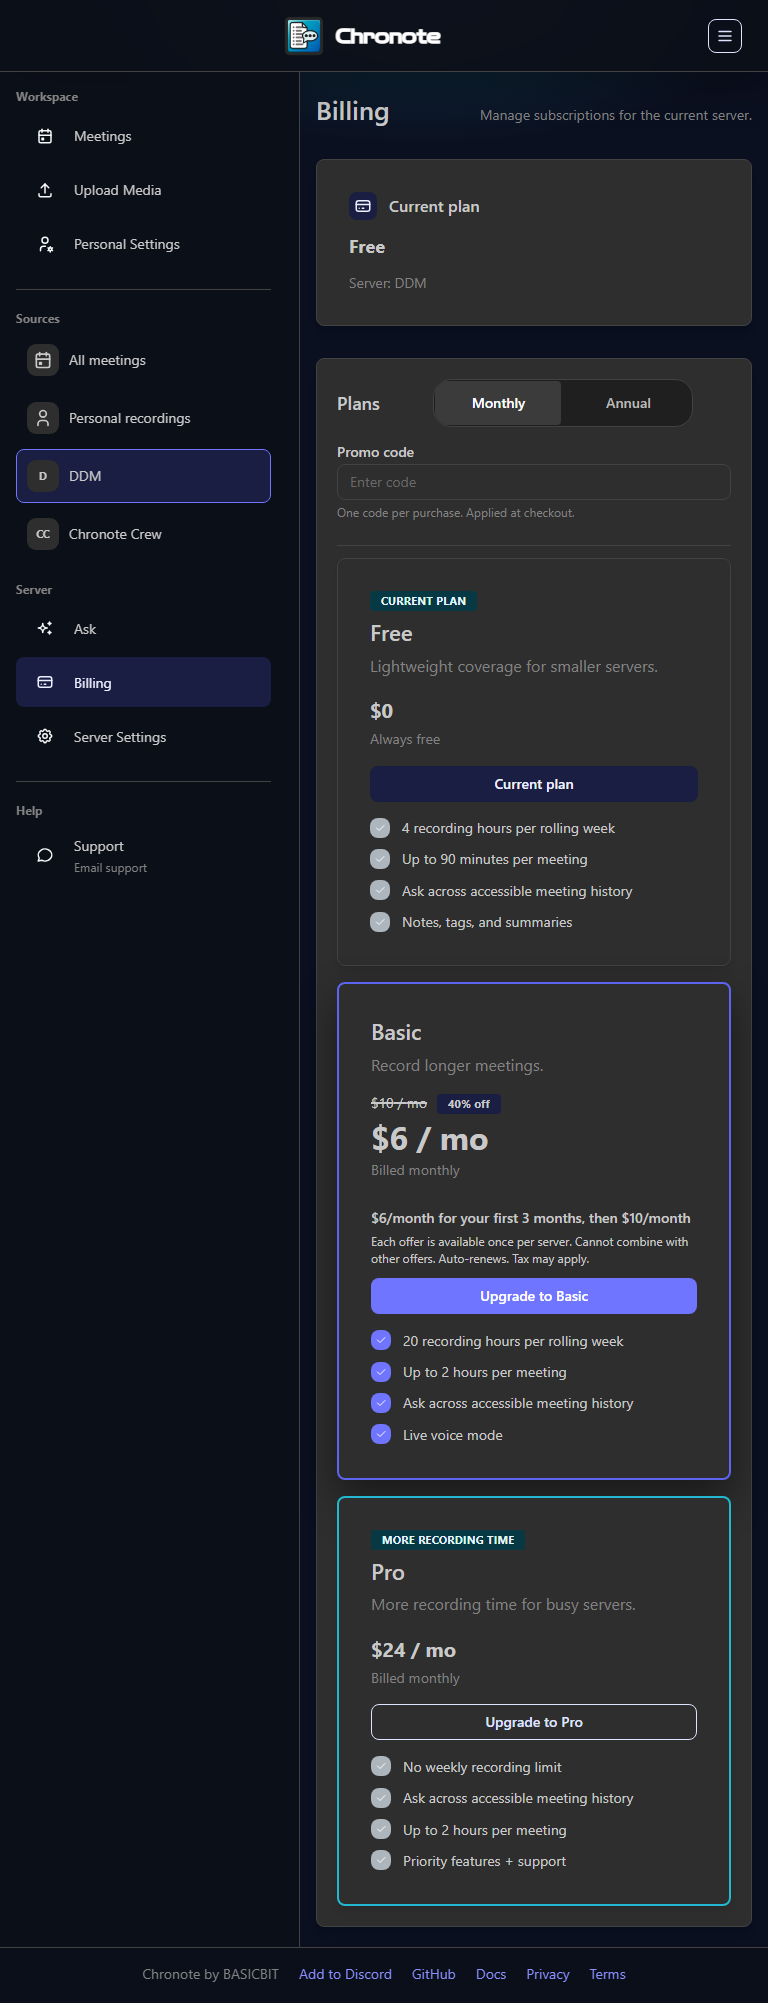 Chronote
Workspace
Meetings
Upload Media
Personal Settings
Sources
All meetings
Personal recordings
D DDM
CC Chronote Crew
Server
Ask
Billing
Server Settings
Help
Support
Email support
Billing
Manage subscriptions for the current server.
Current plan
Free
Server: DDM
Plans
Monthly Annual
Promo code
Enter code
One code per purchase. Applied at checkout.
CURRENT PLAN
Free
Lightweight coverage for smaller servers.
$0
Always free
Current plan
4 recording hours per rolling week
Up to 90 minutes per meeting
Ask across accessible meeting history
Notes, tags, and summaries
Basic
Record longer meetings.
$10 / mo 40% off
$6 / mo
Billed monthly
$6/month for your first 3 months, then $10/month
Each offer is available once per server. Cannot combine with
other offers. Auto-renews. Tax may apply.
Upgrade to Basic
20 recording hours per rolling week
Up to 2 hours per meeting
Ask across accessible meeting history
Live voice mode
MORE RECORDING TIME
Pro
More recording time for busy servers.
$24 / mo
Billed monthly
Upgrade to Pro
No weekly recording limit
Ask across accessible meeting history
Up to 2 hours per meeting
Priority features + support
Chronote by BASICBIT Add to Discord GitHub Docs Privacy Terms